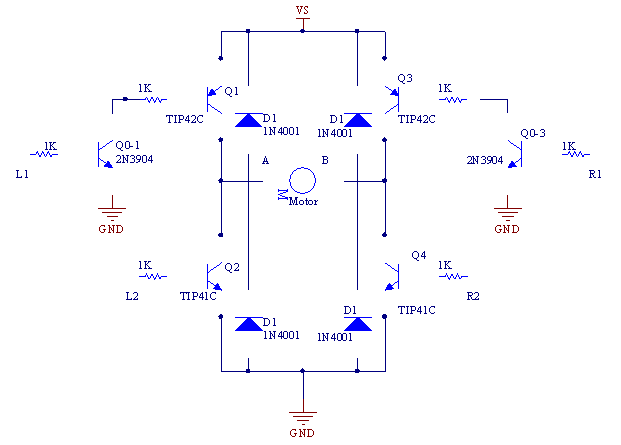 VS
1K
Q1
Q3
1K
TIP42C
D1
1N4001
D1
1N4001
TIP42C
1K
Q0-1
2N3904
Q0-3
2N3904
1K
L1
A
B
R1
M
Motor
GND
GND
1K
Q2
Q4
1K
L2
TIP41C
D1
1N4001
D1
1N4001
TIP41C
R2
GND